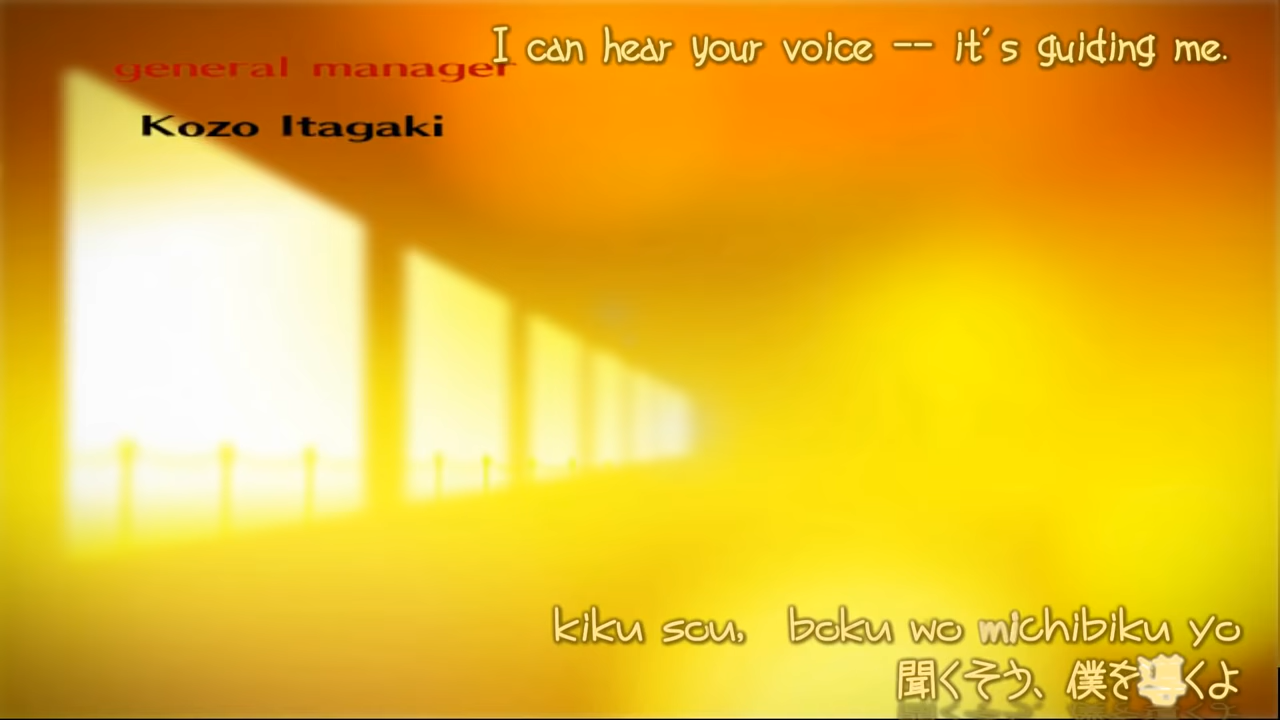 I can hear your voice -- it's guiding me.
general manager
Kozo Itagaki
kiku sou, boku wo michibiku yo
聞くそう、僕をくよ